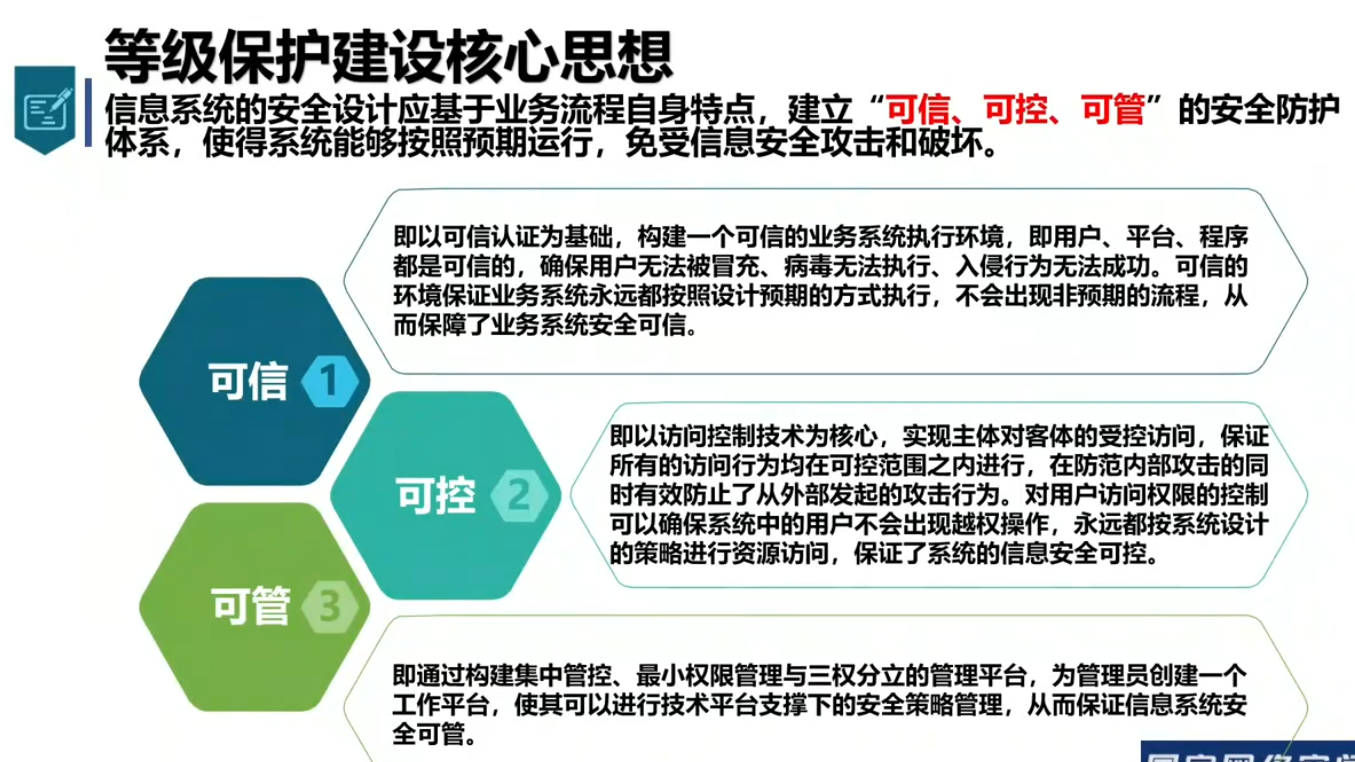 等级保护建设核心思想
信息系统的安全设计应基于业务流程自身特点，建立“可信、可控、可管”的安全防护
体系，使得系统能够按照预期运行，免受信息安全攻击和破坏。
即以可信认证为基础，构建一个可信的业务系统执行环境，即用户、平台、程序
都是可信的，确保用户无法被冒充、病毒无法执行、入侵行为无法成功。可信的
环境保证业务系统永远都按照设计预期的方式执行，不会出现非预期的流程，从
而保障了业务系统安全可信。
可信 1
即以访问控制技术为核心，实现主体对客体的受控访问，保证
所有的访问行为均在可控范围之内进行，在防范内部攻击的同
时有效防止了从外部发起的攻击行为。对用户访问权限的控制
可以确保系统中的用户不会出现越权操作，永远都按系统设计
的策略进行资源访问，保证了系统的信息安全可控。
可控 2
可管 3
即通过构建集中管控、最小权限管理与三权分立的管理平台，为管理员创建一个
工作平台，使其可以进行技术平台支撑下的安全策略管理，从而保证信息系统安
全可管。